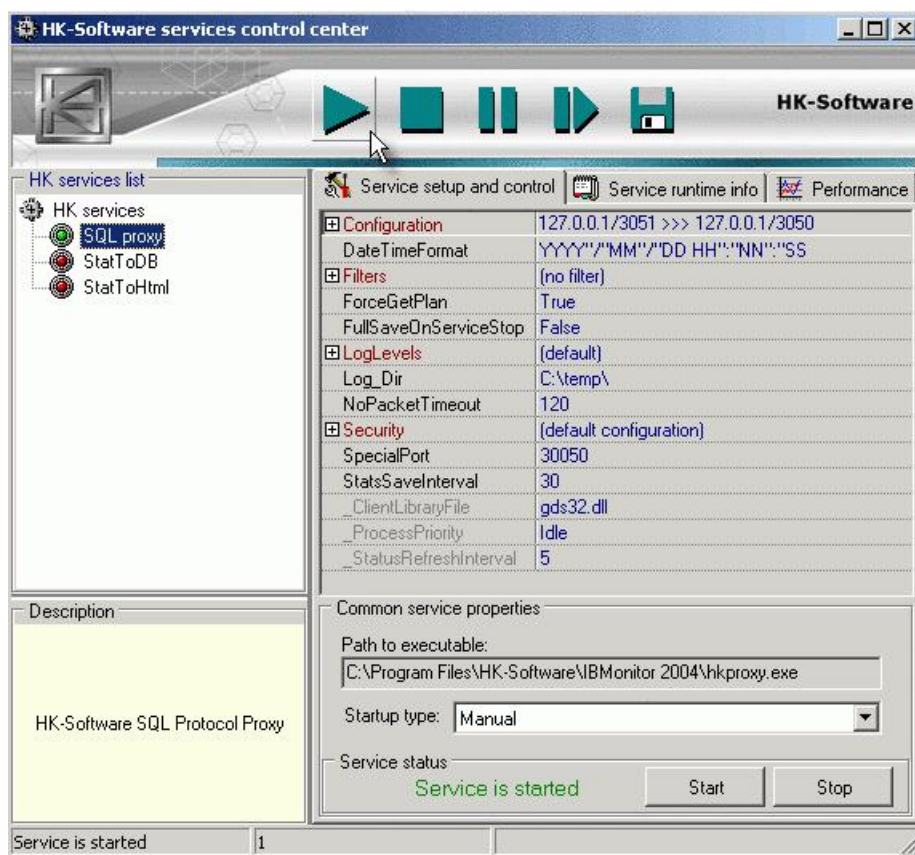 HK-Software services control center
HK-Software
HK services list
HK services
SQL proxy
StatToDB
StatToHtml
Service setup and control
Service runtime info
Performance
Configuration 127.0.0.1/3051 >>> 127.0.0.1/3050
DateTimeFormat YYYY"/"MM"/"DD HH":"NN":"SS
Filters (no filter)
ForceGetPlan True
FullSaveOnServiceStop False
LogLevels (default)
Log_Dir C:\temp\
NoPacketTimeout 120
Security (default configuration)
SpecialPort 30050
StatsSaveInterval 30
_ClientLibraryFile gds32.dll
_ProcessPriority Idle
_StatusRefreshInterval 5
Description
HK-Software SQL Protocol Proxy
Common service properties
Path to executable:
C:\Program Files\HK-Software\IBMonitor 2004\hkproxy.exe
Startup type: Manual
Service status
Service is started
Start
Stop
Service is started 1